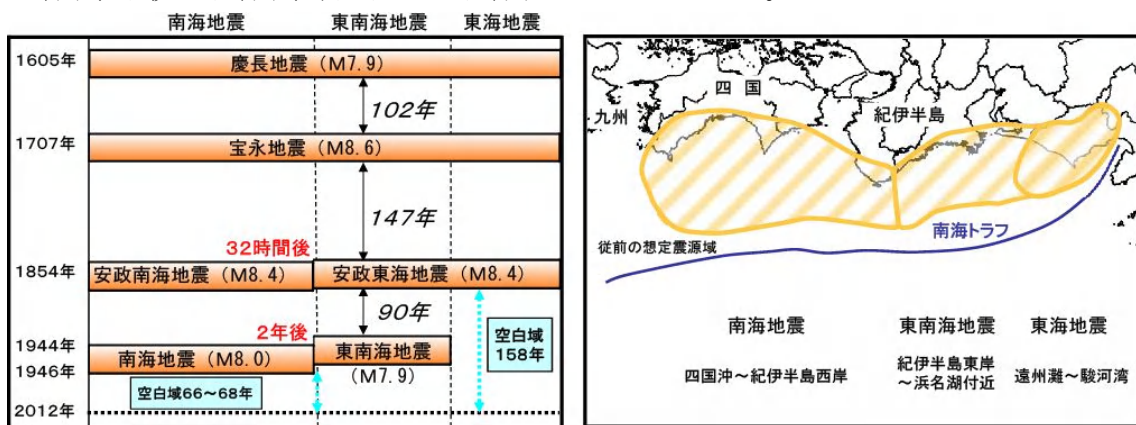 南海地震 東南海地震 東海地震
1605年
慶長地震（M7.9）
102年
1707年
宝永地震（M8.6）
147年
32時間後
1854年
安政南海地震（M8.4）
安政東海地震（M8.4）
90年
2年後
空白域
158年
1944年
東南海地震
（M7.9）
南海地震（M8.0）
1946年
空白域66～68年
2012年
四国
九州
紀伊半島
南海トラフ
従前の想定震源域
南海地震 東南海地震 東海地震
四国沖～紀伊半島西岸
紀伊半島東岸
～浜名湖付近
遠州灘～駿河湾